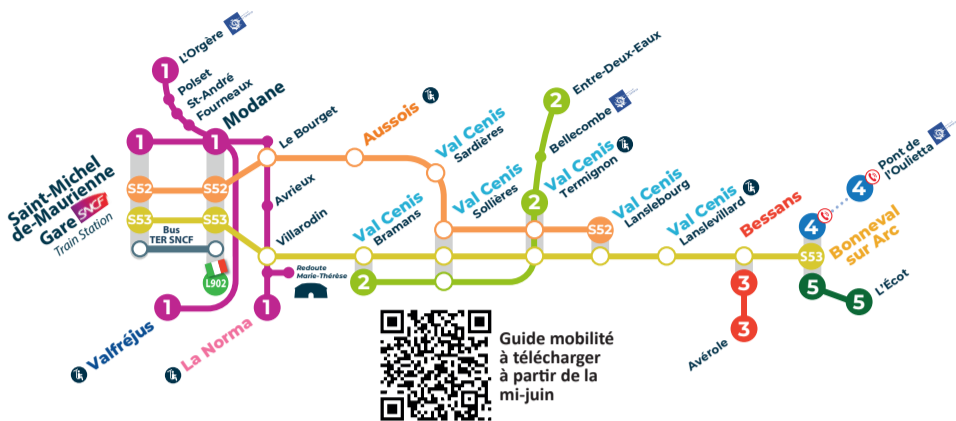 1
L'Orgère
Polset
St-André
Fourneaux
1
1
Modane
Le Bourget
Aussois
Val Cenis
Sardières
2
Entre-Deux-Eaux
Bellecombe
Val Cenis
Termignon
2
Saint-Michel
de-Maurienne
Gare SNCF
Train Station
S52
S52
S53
S53
Bus
TER SNCF
L902
Avrieux
Villarodin
Redoute
Marie-Thérèse
Val Cenis
Bramans
Val Cenis
Sollières
S52
Val Cenis
Lanslebourg
Val Cenis
Lanslevillard
Bessans
4
Pont de
l'Oulietta
4
Bonneval
sur Arc
S53
2
1
Valfréjus
1
La Norma
3
3
Avérole
5
5
L'Écot
Guide mobilité
à télécharger
à partir de la
mi-juin